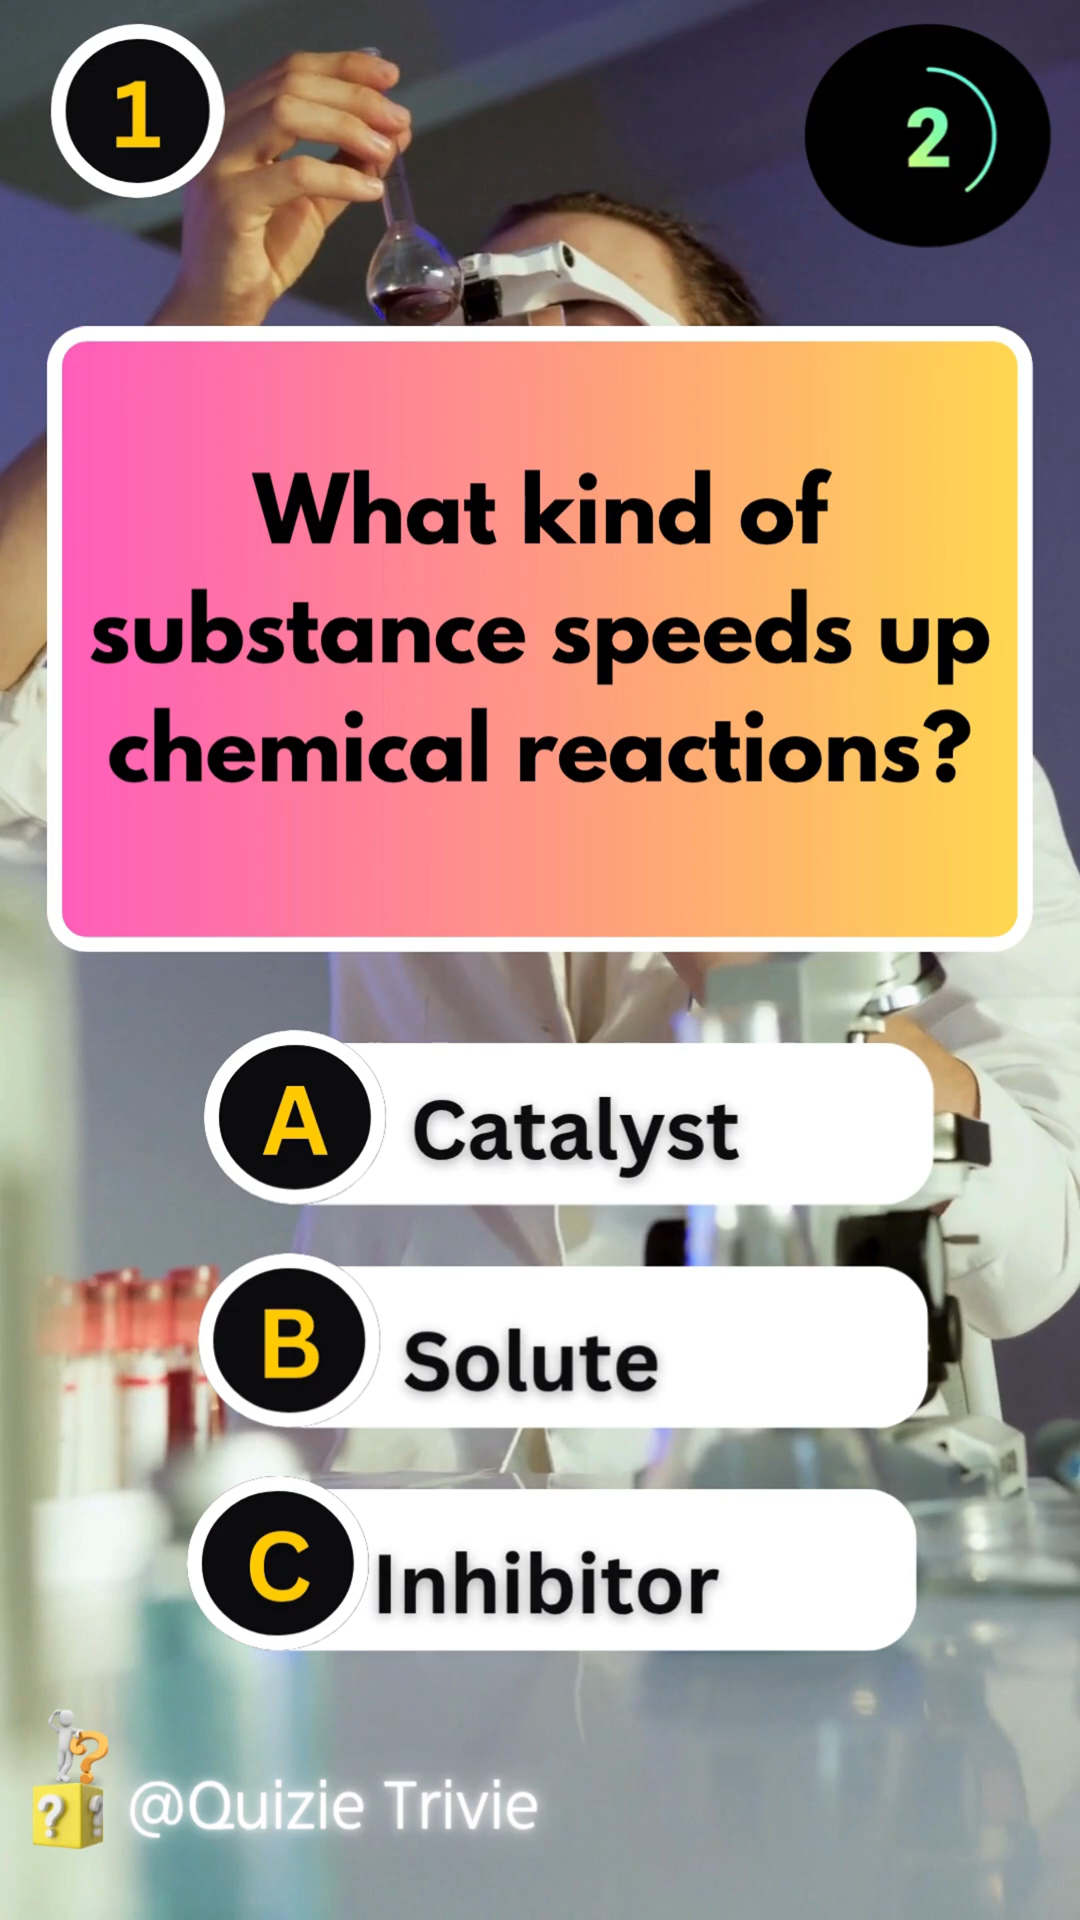 1
2
What kind of
substance speeds up
chemical reactions?
A Catalyst
B Solute
C Inhibitor
? ?
?
@Quizie Trivie